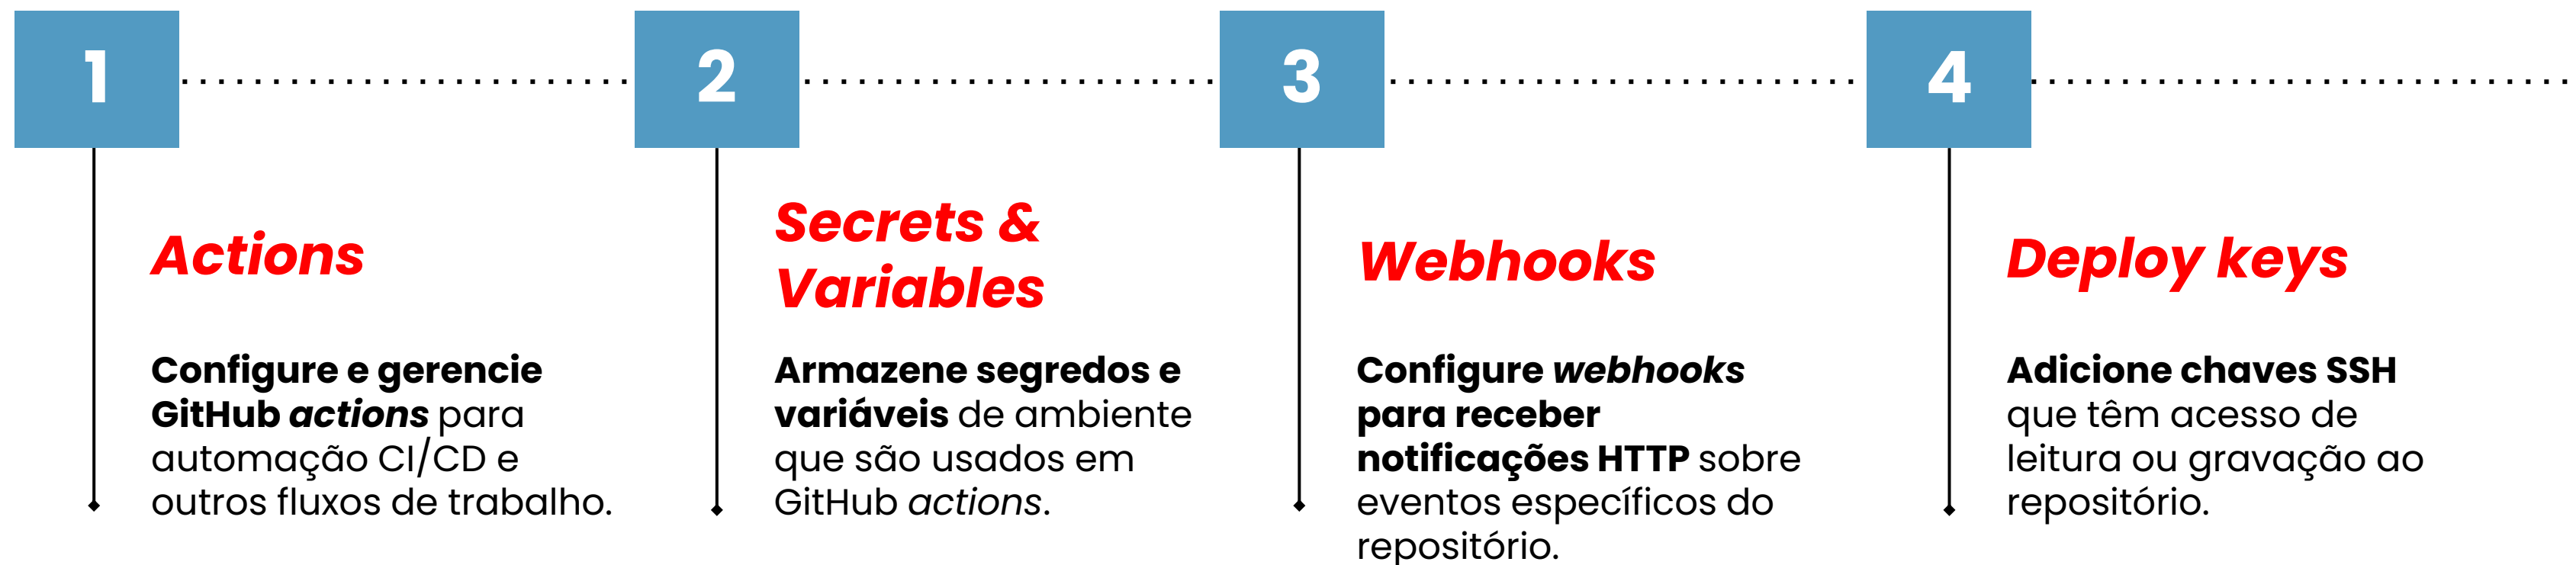 1
2
3
4
Actions
Configure e gerencie
GitHub actions para
automação CI/CD e
outros fluxos de trabalho.
Secrets &
Variables
Armazene segredos e
variáveis de ambiente
que são usados em
GitHub actions.
Webhooks
Configure webhooks
para receber
notificações HTTP sobre
eventos específicos do
repositório.
Deploy keys
Adicione chaves SSH
que têm acesso de
leitura ou gravação ao
repositório.